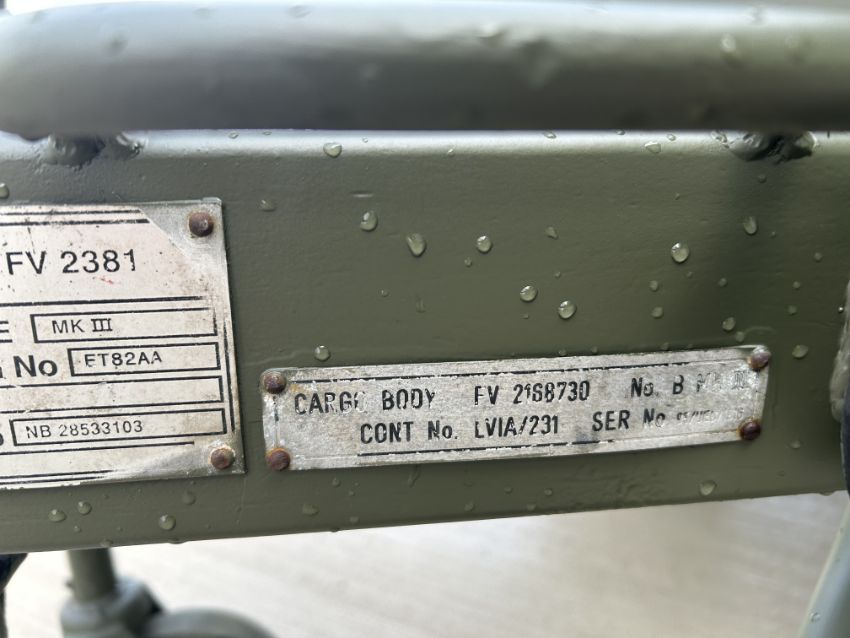 FV 2381
MK III
No ET82AA
NB 28533103
CARGO BODY FV 2168730 No. B
CONT No. LVIA/231 SER No